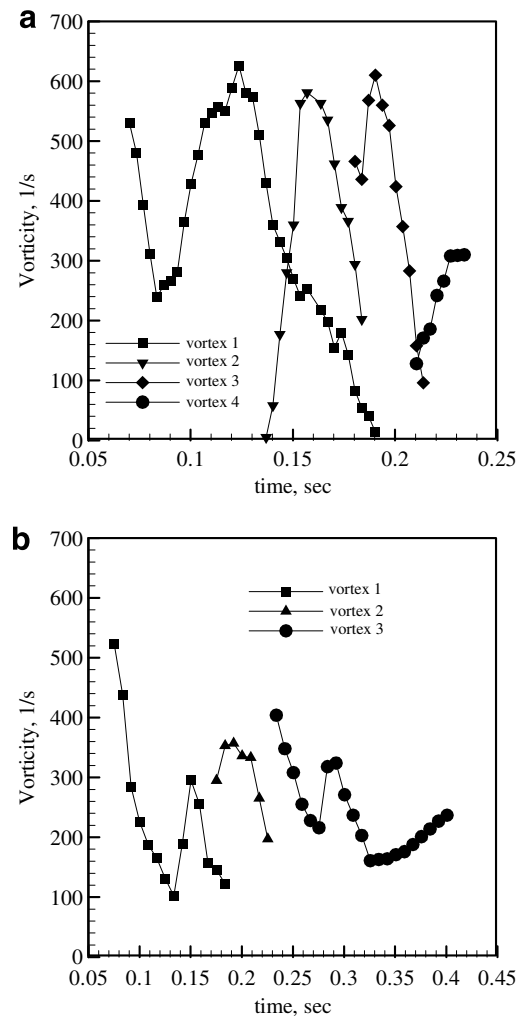 a
700
600
500
400
300
200
100
0
Vorticity, 1/s
vortex 1
vortex 2
vortex 3
vortex 4
0.05 0.1 0.15 0.2 0.25
time, sec
b
700
600
500
400
300
200
100
0
Vorticity, 1/s
vortex 1
vortex 2
vortex 3
0.05 0.1 0.15 0.2 0.25 0.3 0.35 0.4 0.45
time, sec